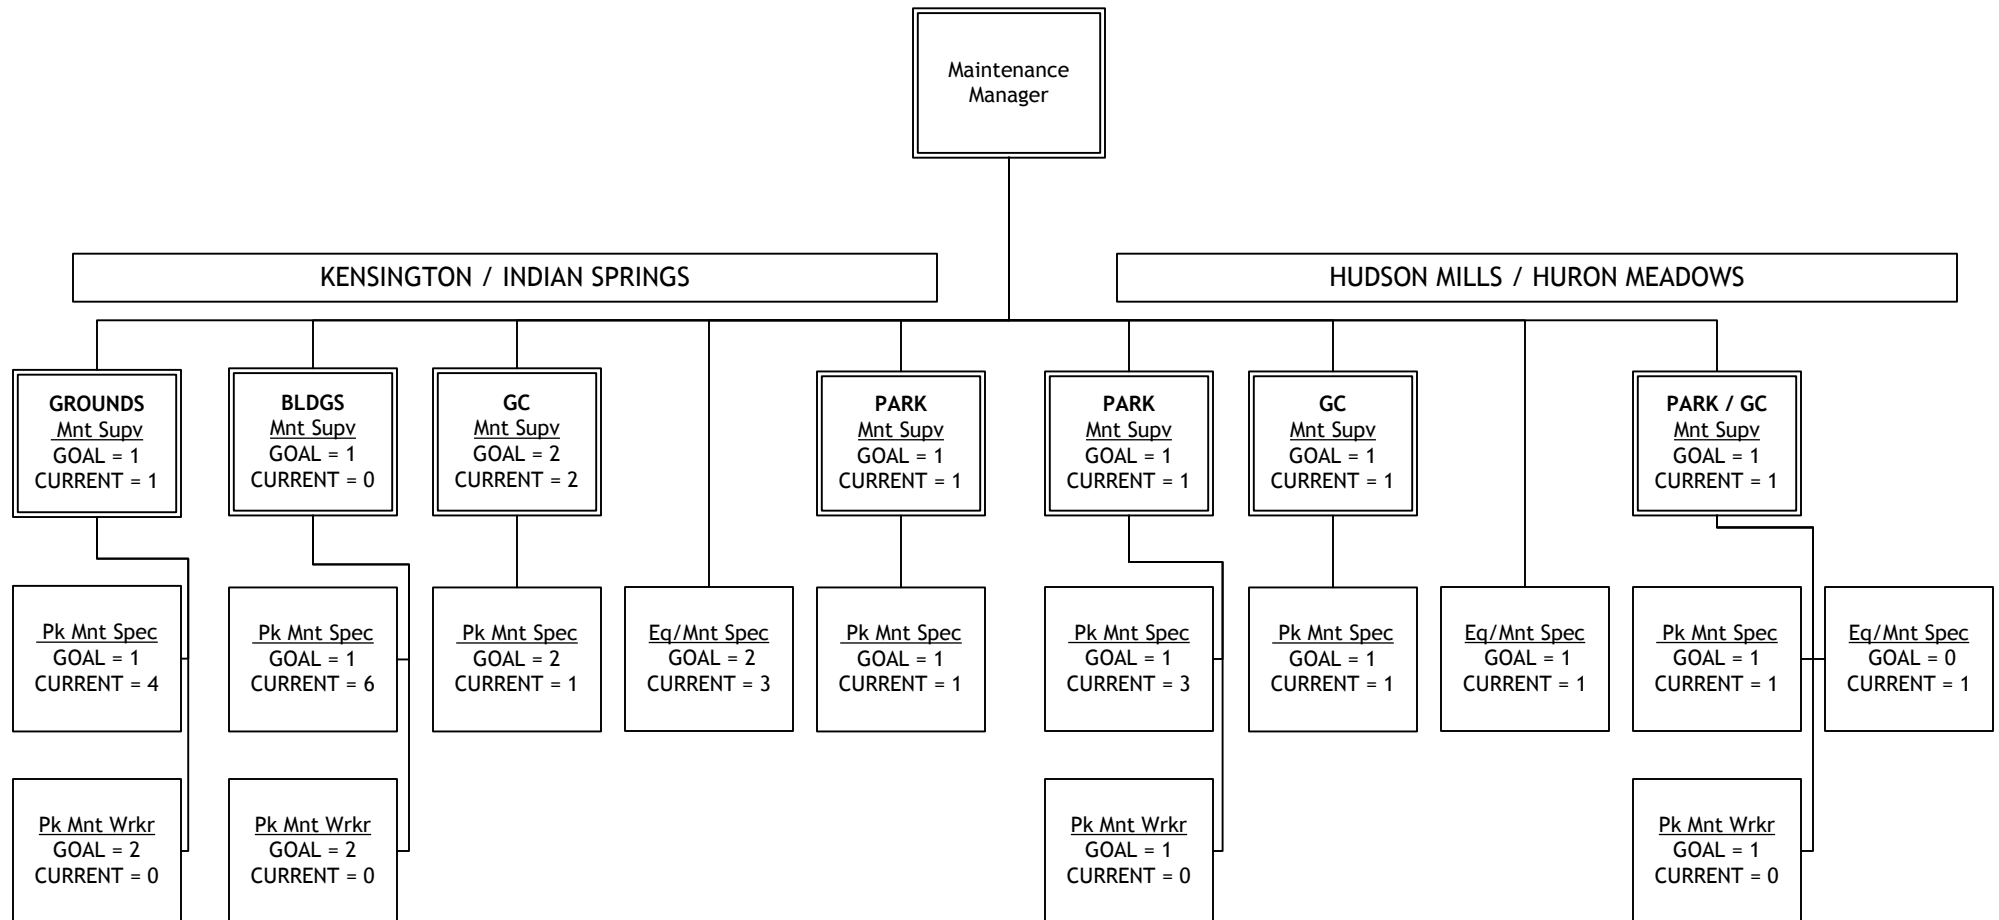 Maintenance
Manager
KENSINGTON / INDIAN SPRINGS
HUDSON MILLS / HURON MEADOWS
GROUNDS
Mnt Supv
GOAL = 1
CURRENT = 1
BLDGS
Mnt Supv
GOAL = 1
CURRENT = 0
GC
Mnt Supv
GOAL = 2
CURRENT = 2
PARK
Mnt Supv
GOAL = 1
CURRENT = 1
PARK
Mnt Supv
GOAL = 1
CURRENT = 1
GC
Mnt Supv
GOAL = 1
CURRENT = 1
PARK / GC
Mnt Supv
GOAL = 1
CURRENT = 1
Pk Mnt Spec
GOAL = 1
CURRENT = 4
Pk Mnt Spec
GOAL = 1
CURRENT = 6
Pk Mnt Spec
GOAL = 2
CURRENT = 1
Eq/Mnt Spec
GOAL = 2
CURRENT = 3
Pk Mnt Spec
GOAL = 1
CURRENT = 1
Pk Mnt Spec
GOAL = 1
CURRENT = 3
Pk Mnt Spec
GOAL = 1
CURRENT = 1
Eq/Mnt Spec
GOAL = 1
CURRENT = 1
Pk Mnt Spec
GOAL = 1
CURRENT = 1
Eq/Mnt Spec
GOAL = 0
CURRENT = 1
Pk Mnt Wrkr
GOAL = 2
CURRENT = 0
Pk Mnt Wrkr
GOAL = 2
CURRENT = 0
Pk Mnt Wrkr
GOAL = 1
CURRENT = 0
Pk Mnt Wrkr
GOAL = 1
CURRENT = 0